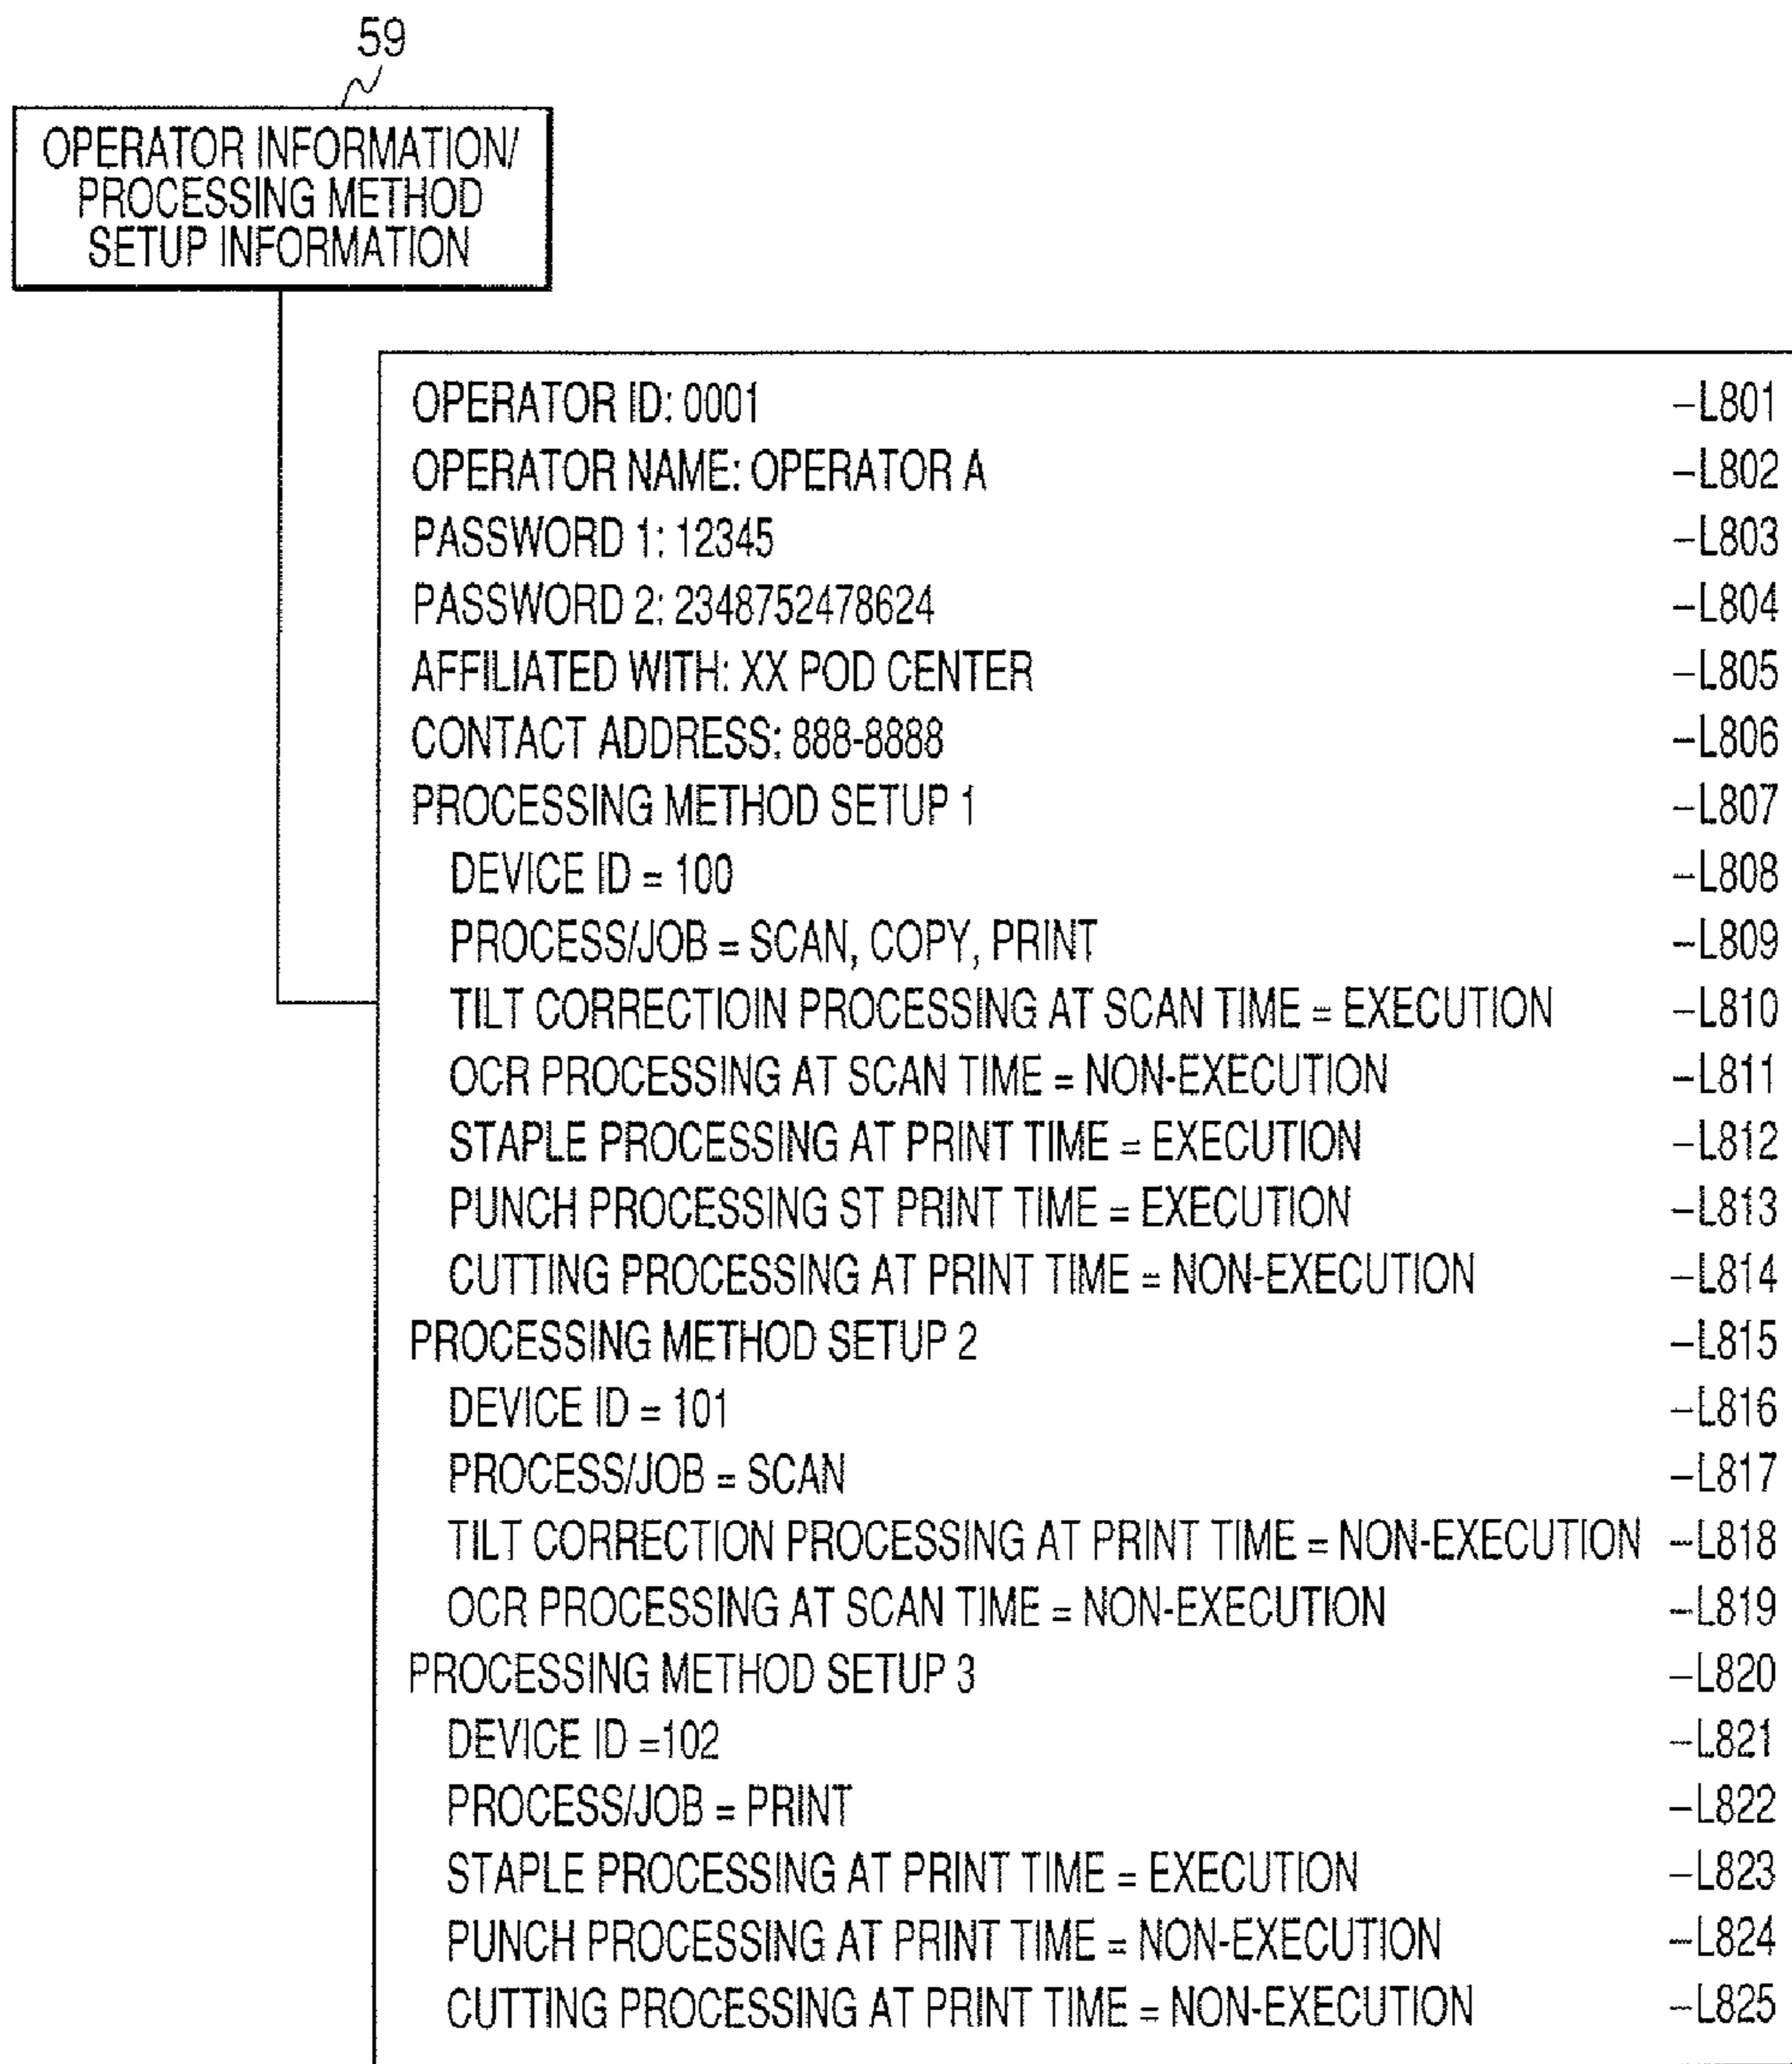 59
OPERATOR INFORMATION/
PROCESSING METHOD
SETUP INFORMATION
OPERATOR ID: 0001 –L801
OPERATOR NAME: OPERATOR A –L802
PASSWORD 1: 12345 –L803
PASSWORD 2: 2348752478624 –L804
AFFILIATED WITH: XX POD CENTER –L805
CONTACT ADDRESS: 888-8888 –L806
PROCESSING METHOD SETUP 1 –L807
DEVICE ID = 100 –L808
PROCESS/JOB = SCAN, COPY, PRINT –L809
TILT CORRECTIOIN PROCESSING AT SCAN TIME = EXECUTION –L810
OCR PROCESSING AT SCAN TIME = NON-EXECUTION –L811
STAPLE PROCESSING AT PRINT TIME = EXECUTION –L812
PUNCH PROCESSING ST PRINT TIME = EXECUTION –L813
CUTTING PROCESSING AT PRINT TIME = NON-EXECUTION –L814
PROCESSING METHOD SETUP 2 –L815
DEVICE ID = 101 –L816
PROCESS/JOB = SCAN –L817
TILT CORRECTION PROCESSING AT PRINT TIME = NON-EXECUTION –L818
OCR PROCESSING AT SCAN TIME = NON-EXECUTION –L819
PROCESSING METHOD SETUP 3 –L820
DEVICE ID =102 –L821
PROCESS/JOB = PRINT –L822
STAPLE PROCESSING AT PRINT TIME = EXECUTION –L823
PUNCH PROCESSING AT PRINT TIME = NON-EXECUTION –L824
CUTTING PROCESSING AT PRINT TIME = NON-EXECUTION –L825